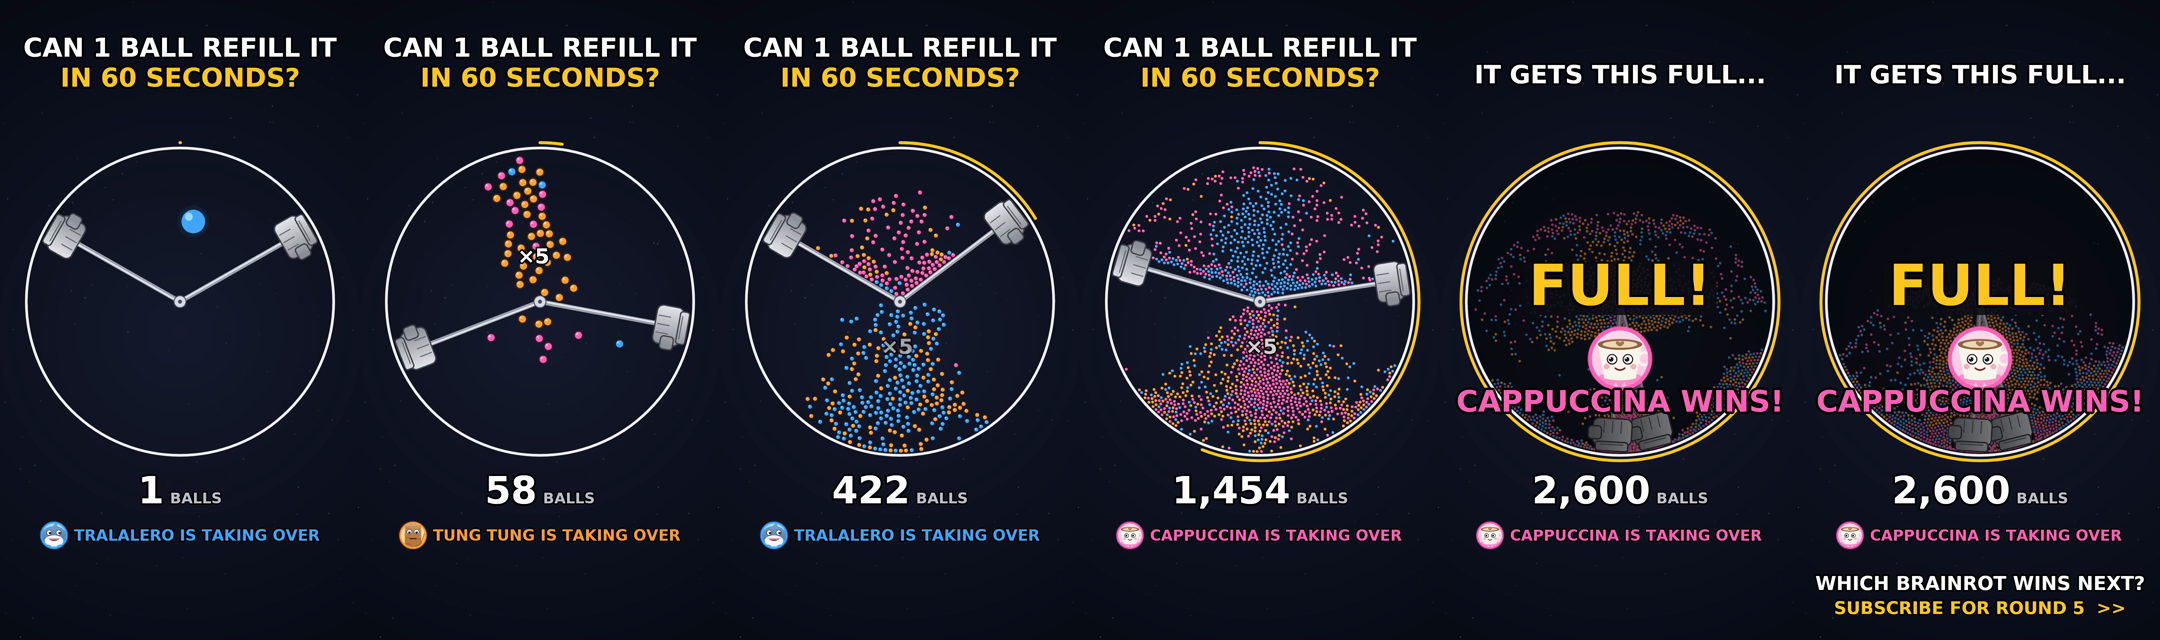 CAN 1 BALL REFILL IT
IN 60 SECONDS?
1 BALLS
TRALALERO IS TAKING OVER
CAN 1 BALL REFILL IT
IN 60 SECONDS?
×5
58 BALLS
TUNG TUNG IS TAKING OVER
CAN 1 BALL REFILL IT
IN 60 SECONDS?
×5
422 BALLS
TRALALERO IS TAKING OVER
CAN 1 BALL REFILL IT
IN 60 SECONDS?
×5
1,454 BALLS
CAPPUCCINA IS TAKING OVER
IT GETS THIS FULL...
FULL!
CAPPUCCINA WINS!
2,600 BALLS
CAPPUCCINA IS TAKING OVER
IT GETS THIS FULL...
FULL!
CAPPUCCINA WINS!
2,600 BALLS
CAPPUCCINA IS TAKING OVER
WHICH BRAINROT WINS NEXT?
SUBSCRIBE FOR ROUND 5 >>